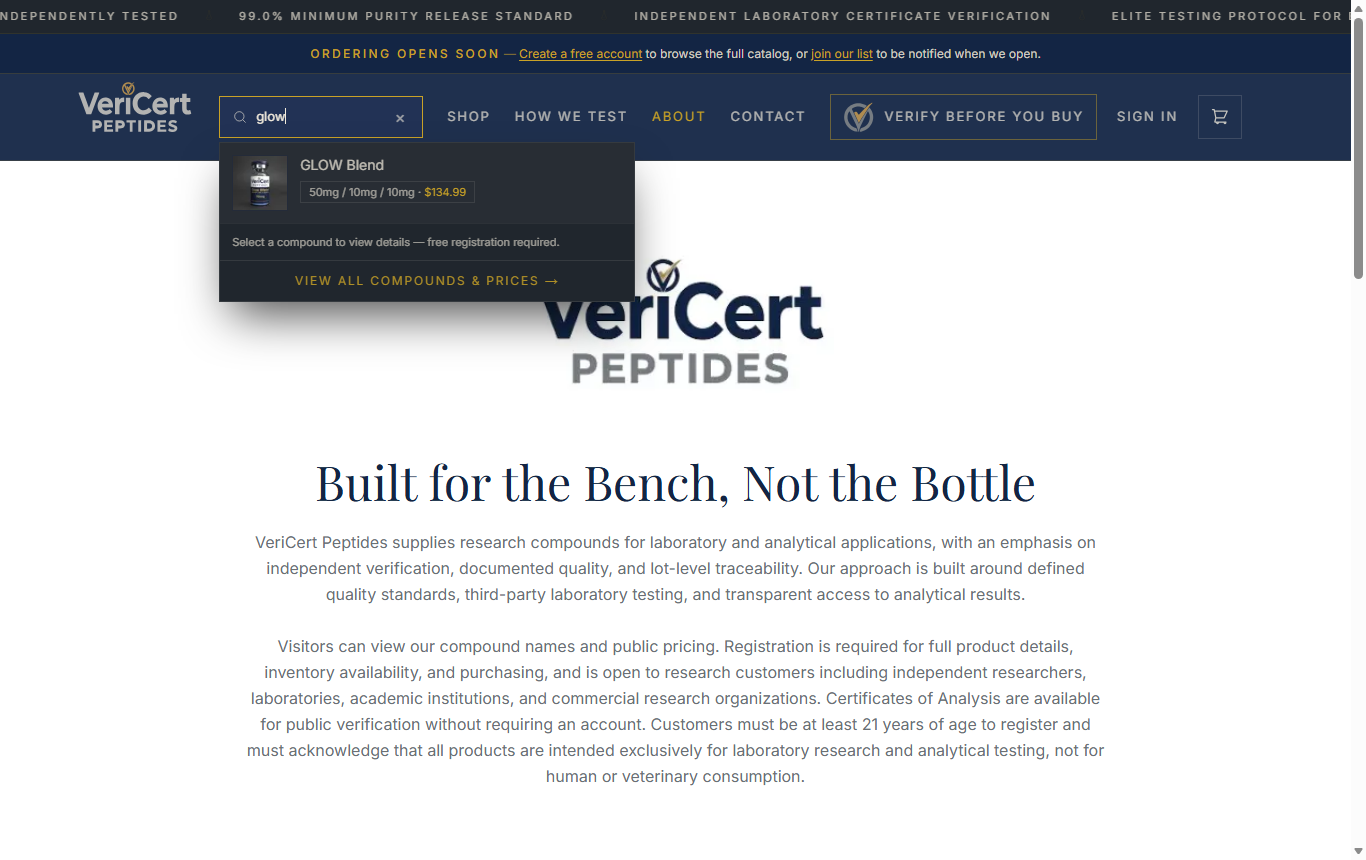 NDEPENDENTLY TESTED
99.0% MINIMUM PURITY RELEASE STANDARD
INDEPENDENT LABORATORY CERTIFICATE VERIFICATION
ELITE TESTING PROTOCOL FOR
ORDERING OPENS SOON — Create a free account to browse the full catalog, or join our list to be notified when we open.
VeriCert
PEPTIDES
glow
×
SHOP
HOW WE TEST
ABOUT
CONTACT
VERIFY BEFORE YOU BUY
SIGN IN
GLOW Blend
50mg / 10mg / 10mg · $134.99
Select a compound to view details — free registration required.
VIEW ALL COMPOUNDS & PRICES →
VeriCert
PEPTIDES
Built for the Bench, Not the Bottle
VeriCert Peptides supplies research compounds for laboratory and analytical applications, with an emphasis on
independent verification, documented quality, and lot-level traceability. Our approach is built around defined
quality standards, third-party laboratory testing, and transparent access to analytical results.
Visitors can view our compound names and public pricing. Registration is required for full product details,
inventory availability, and purchasing, and is open to research customers including independent researchers,
laboratories, academic institutions, and commercial research organizations. Certificates of Analysis are available
for public verification without requiring an account. Customers must be at least 21 years of age to register and
must acknowledge that all products are intended exclusively for laboratory research and analytical testing, not for
human or veterinary consumption.